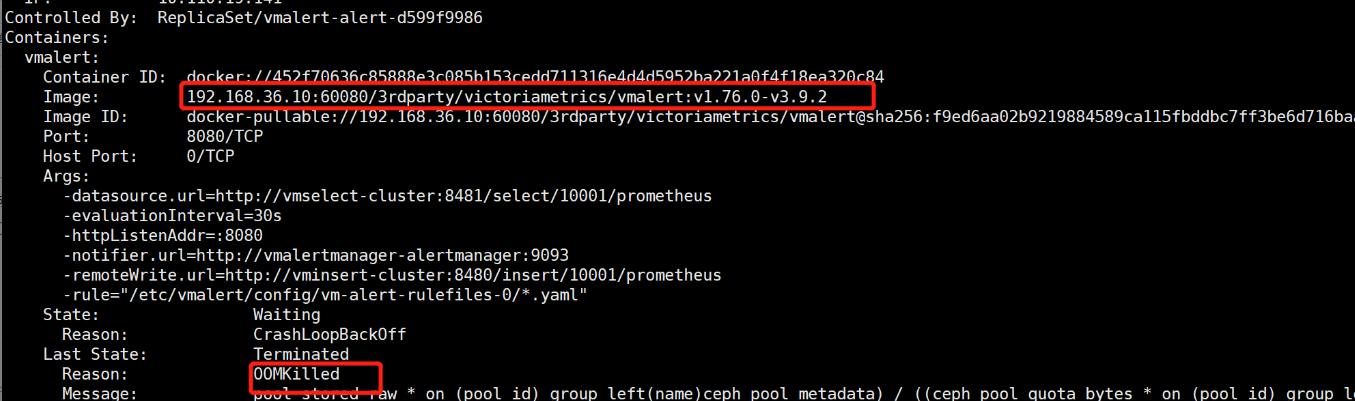 Controlled By:  ReplicaSet/vmalert-alert-d599f9986
Containers:
  vmalert:
    Container ID:  docker://452f70636c85888e3c085b153cedd711316e4d4d5952ba221a0f4f18ea320c84
    Image:         192.168.36.10:60080/3rdparty/victoriametrics/vmalert:v1.76.0-v3.9.2
    Image ID:      docker-pullable://192.168.36.10:60080/3rdparty/victoriametrics/vmalert@sha256:f9ed6aa02b9219884589ca115fbddbc7ff3be6d716ba
    Port:          8080/TCP
    Host Port:     0/TCP
    Args:
      -datasource.url=http://vmselect-cluster:8481/select/10001/prometheus
      -evaluationInterval=30s
      -httpListenAddr=:8080
      -notifier.url=http://vmalertmanager-alertmanager:9093
      -remoteWrite.url=http://vminsert-cluster:8480/insert/10001/prometheus
      -rule="/etc/vmalert/config/vm-alert-rulefiles-0/*.yaml"
    State:          Waiting
      Reason:       CrashLoopBackOff
    Last State:     Terminated
      Reason:       OOMKilled
      Message:      pool_stored_raw * on (pool_id) group_left(name)ceph_pool_metadata) / ((ceph_pool_quota_bytes * on (pool_id) group_le